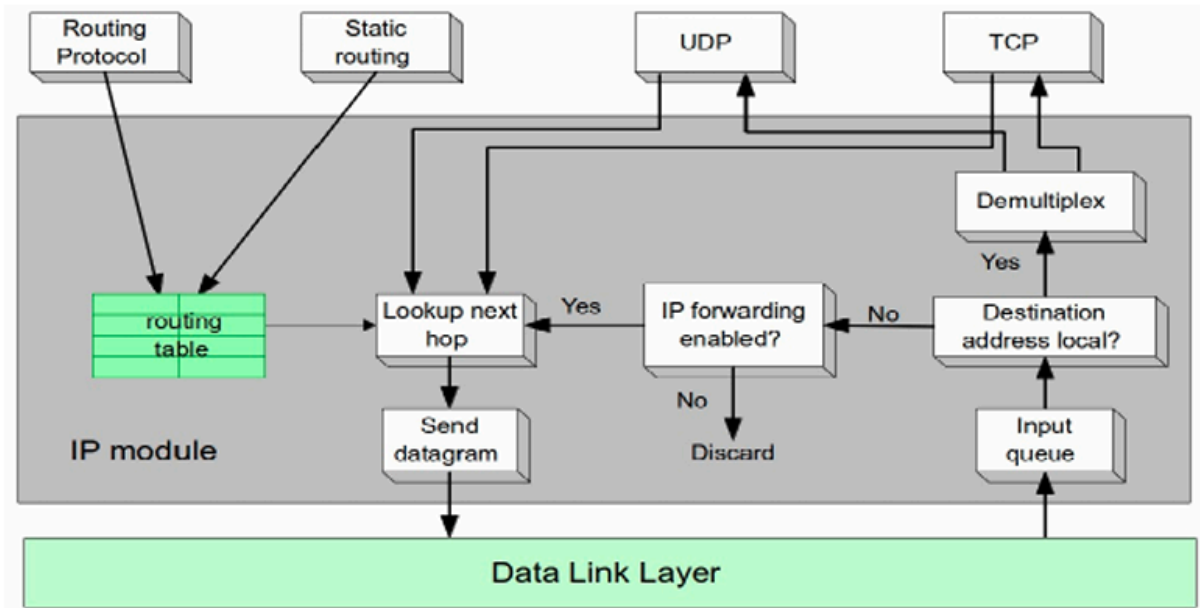 Routing
Protocol
Static
routing
UDP
TCP
Demultiplex
Yes
routing
table
Lookup next
hop
Yes
IP forwarding
enabled?
No
Destination
address local?
No
Discard
Send
datagram
Input
queue
IP module
Data Link Layer